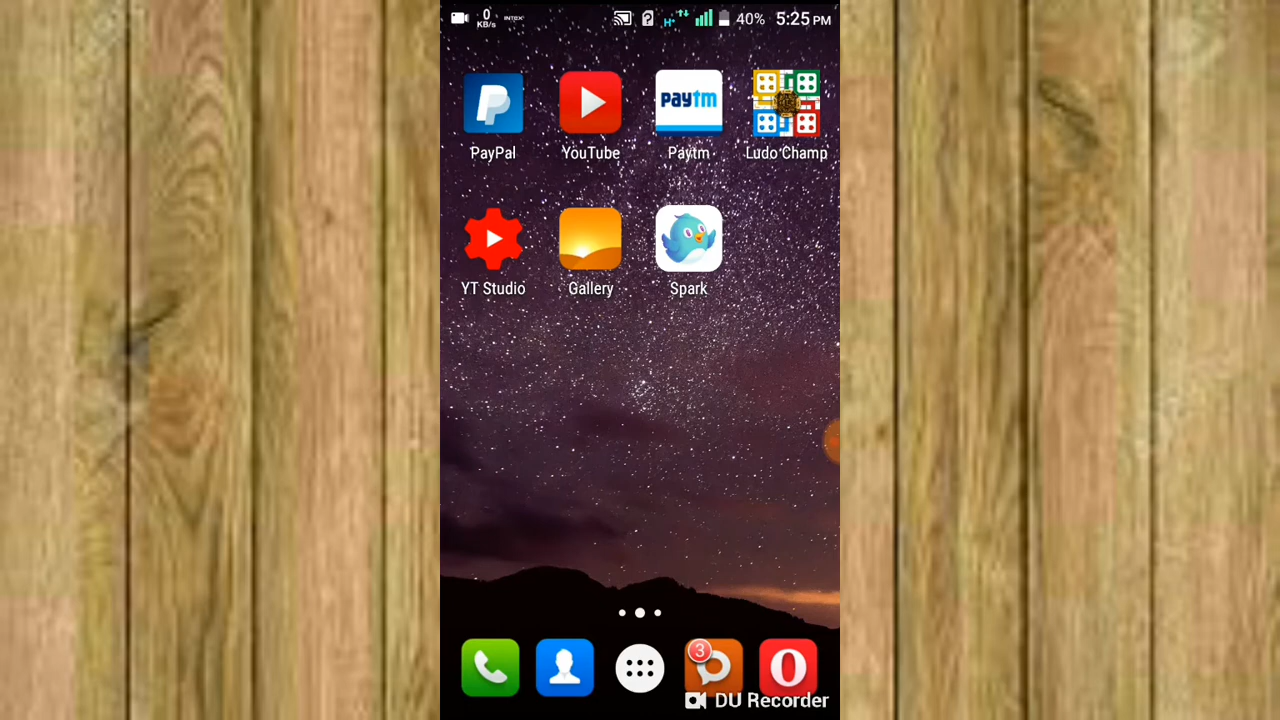 0
KB/s
INTEX
H+
40%
5:25 PM
PayPal
YouTube
paytm
Paytm
Ludo Champ
YT Studio
Gallery
Spark
3
DU Recorder